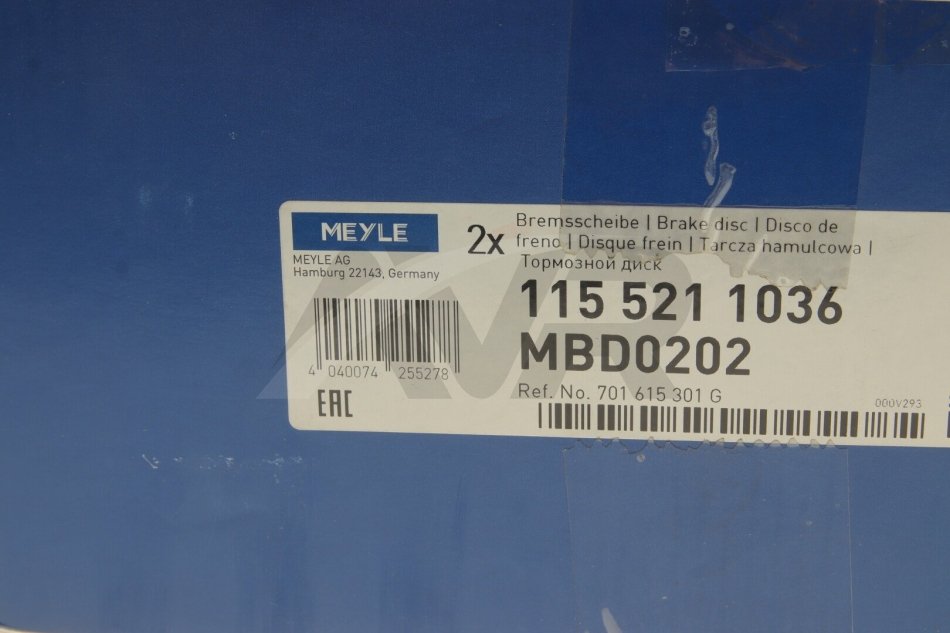 MEYLE
MEYLE AG
Hamburg 22143, Germany
2x
Bremsscheibe | Brake disc | Disco de
freno | Disque frein | Tarcza hamulcowa |
Тормозной диск
115 521 1036
MBD0202
Ref. No. 701 615 301 G
000V293
4 040074 255278
EAC